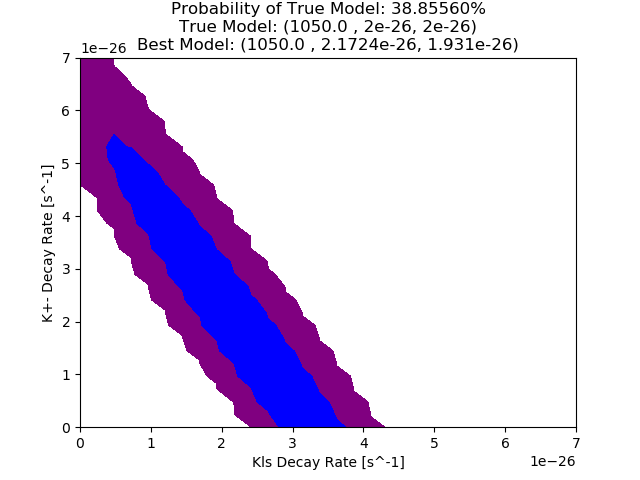 Probability of True Model: 38.85560%
True Model: (1050.0 , 2e-26, 2e-26)
Best Model: (1050.0 , 2.1724e-26, 1.931e-26)
1e−26
7
6
5
4
3
2
1
0
K+- Decay Rate [s^-1]
0 1 2 3 4 5 6 7
Kls Decay Rate [s^-1]
1e−26